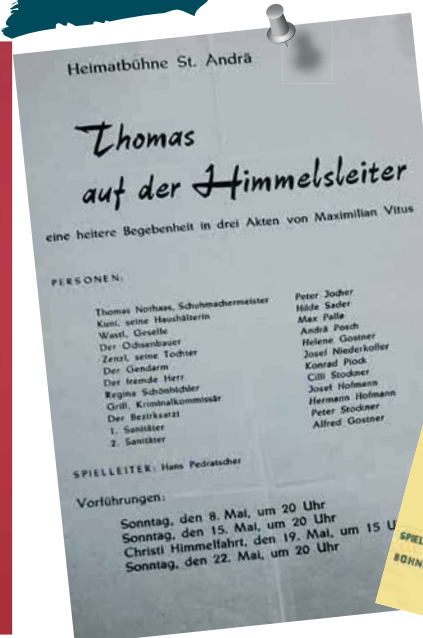 Heimatbühne St. Andrä
Thomas
auf der Himmelsleiter
eine heitere Begebenheit in drei Akten von Maximilian Vitus
PERSONEN:
Thomas Nothaas, Schuhmachermeister Peter Jocher
Kuni, seine Haushälterin Hilde Sader
Wastl, Geselle Max Palla
Der Ochsenbauer Andrä Posch
Zenzl, seine Tochter Helene Gostner
Der Gendarm Josef Niederkofler
Der fremde Herr Konrad Plock
Regina Schönbichler Cilli Stockner
Grill, Kriminalkommissär Josef Hofmann
Der Bezirksarzt Hermann Hofmann
1. Sanitäter Peter Stockner
2. Sanitäter Alfred Gostner
SPIELLEITER: Hans Pedratscher
Vorführungen:
Sonntag, den 8. Mai, um 20 Uhr
Sonntag, den 15. Mai, um 20 Uhr
Christi Himmelfahrt, den 19. Mai, um 15 U
Sonntag, den 22. Mai, um 20 Uhr
SPIEL
BÜHN